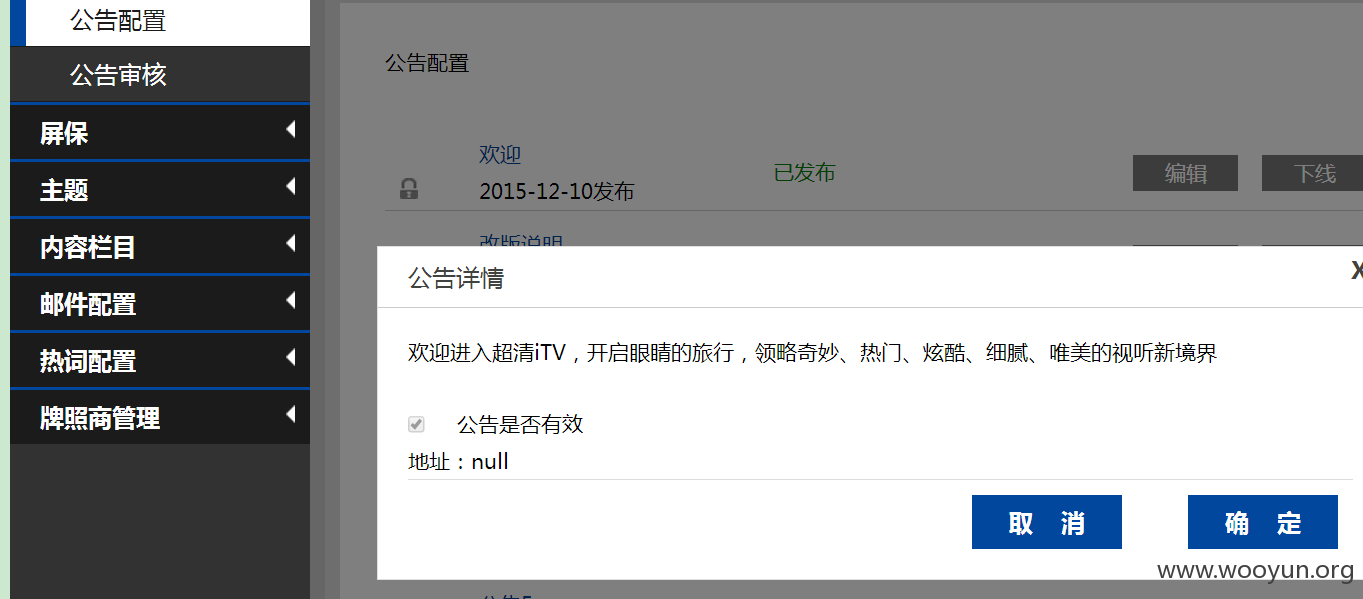 公告配置
公告审核
屏保
主题
内容栏目
邮件配置
热词配置
牌照商管理
公告配置
欢迎
2015-12-10发布
已发布
编辑
下线
改版说明
公告详情
X
欢迎进入超清iTV，开启眼睛的旅行，领略奇妙、热门、炫酷、细腻、唯美的视听新境界
公告是否有效
地址：null
取 消
确 定
www.wooyun.org